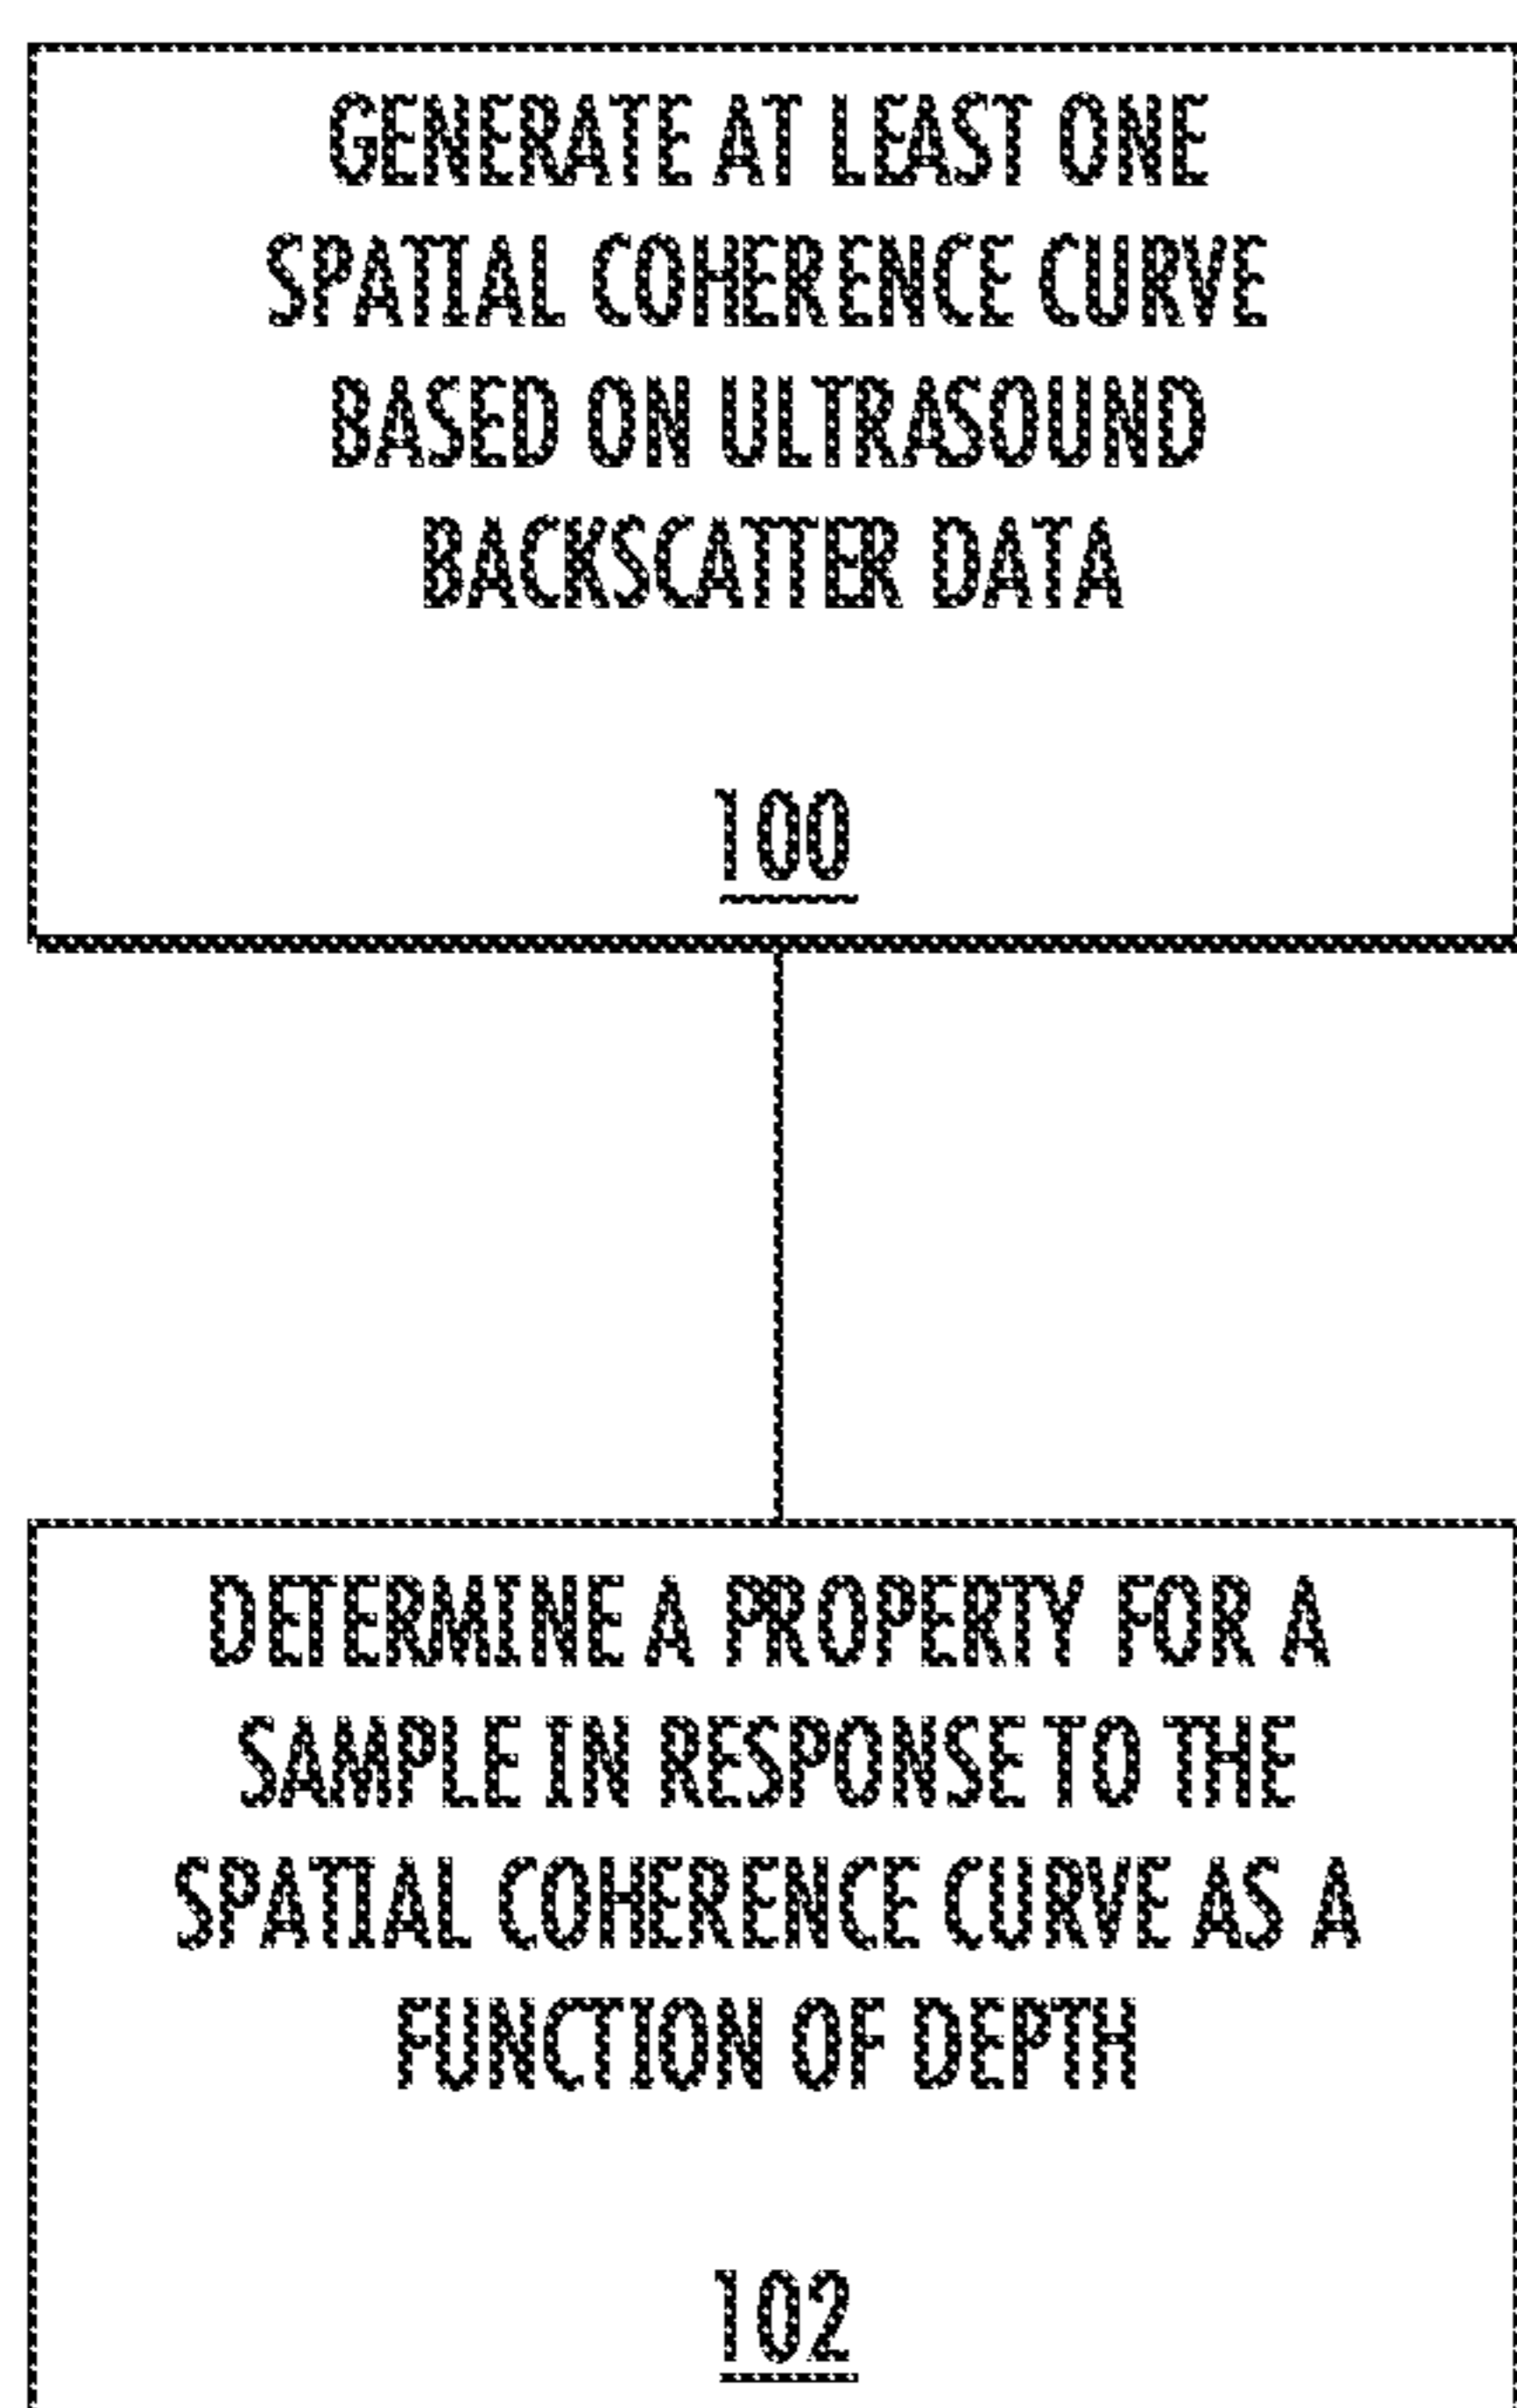 GENERATE AT LEAST ONE
SPATIAL COHERENCE CURVE
BASED ON ULTRASOUND
BACKSCATTER DATA
100
DETERMINE A PROPERTY FOR A
SAMPLE IN RESPONSE TO THE
SPATIAL COHERENCE CURVE AS A
FUNCTION OF DEPTH
102